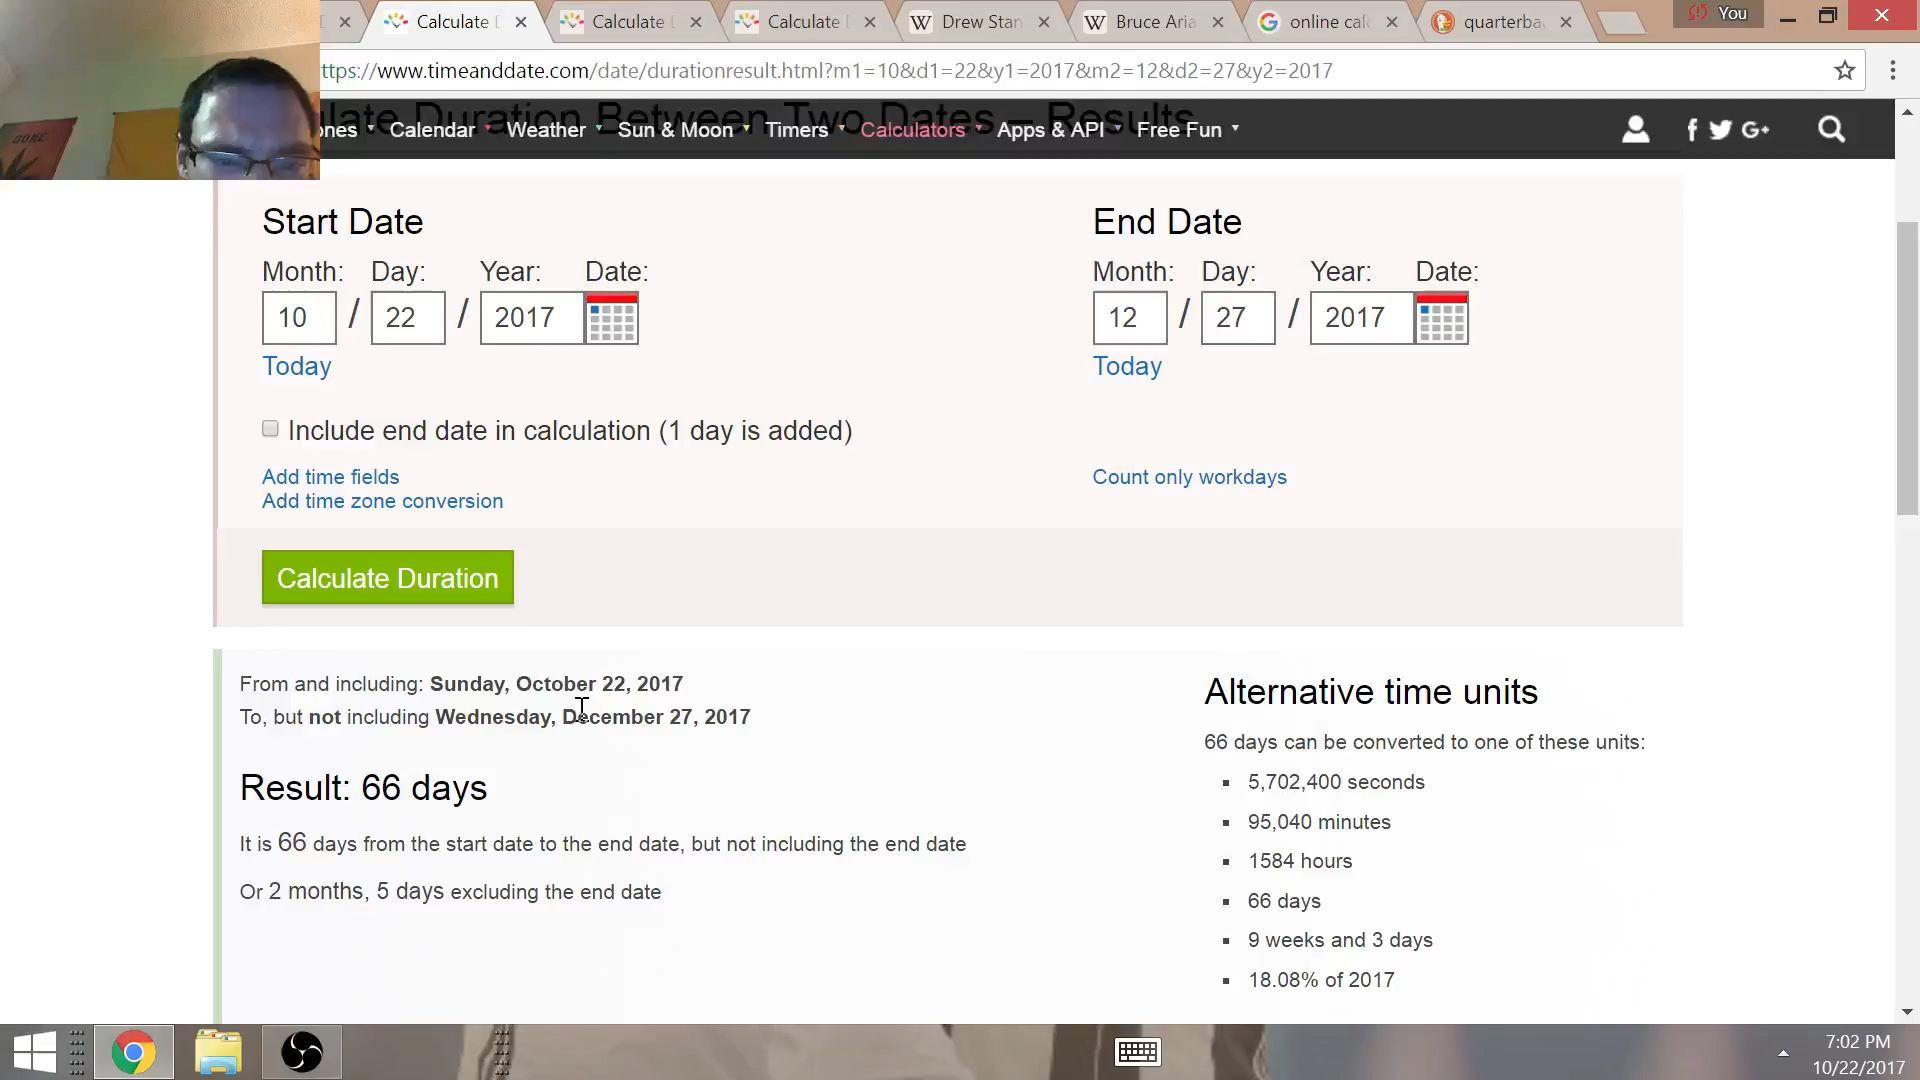 Calculate D
Calculate D
Calculate D
Drew Stan
Bruce Aria
online calc
quarterba
You
ttps://www.timeanddate.com/date/durationresult.html?m1=10&d1=22&y1=2017&m2=12&d2=27&y2=2017
ulate Duration Between Two Dates – Results
ones Calendar Weather Sun & Moon Timers Calculators Apps & API Free Fun
GONE
Start Date
End Date
Month: Day: Year: Date:
Month: Day: Year: Date:
10 / 22 / 2017
12 / 27 / 2017
Today
Today
Include end date in calculation (1 day is added)
Add time fields
Count only workdays
Add time zone conversion
Calculate Duration
From and including: Sunday, October 22, 2017
To, but not including Wednesday, December 27, 2017
Result: 66 days
It is 66 days from the start date to the end date, but not including the end date
Or 2 months, 5 days excluding the end date
Alternative time units
66 days can be converted to one of these units:
5,702,400 seconds
95,040 minutes
1584 hours
66 days
9 weeks and 3 days
18.08% of 2017
7:02 PM
10/22/2017